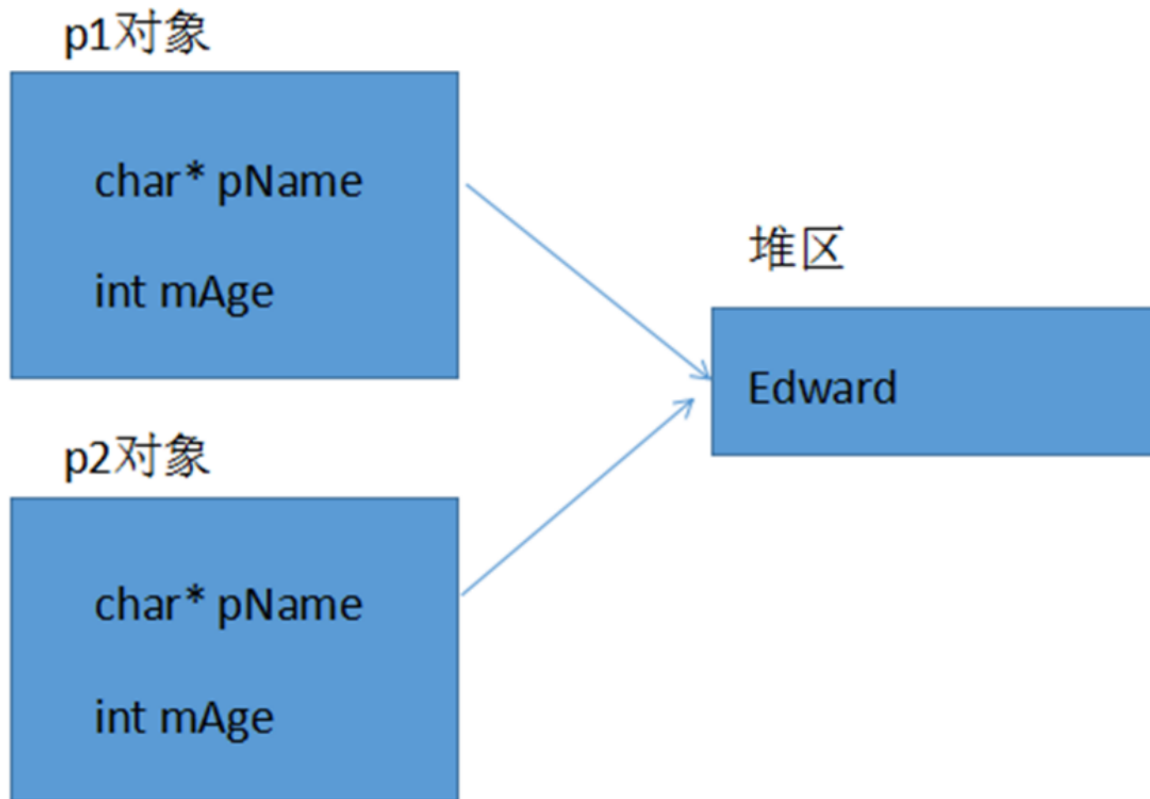 p1对象
char* pName
int mAge
堆区
Edward
p2对象
char* pName
int mAge